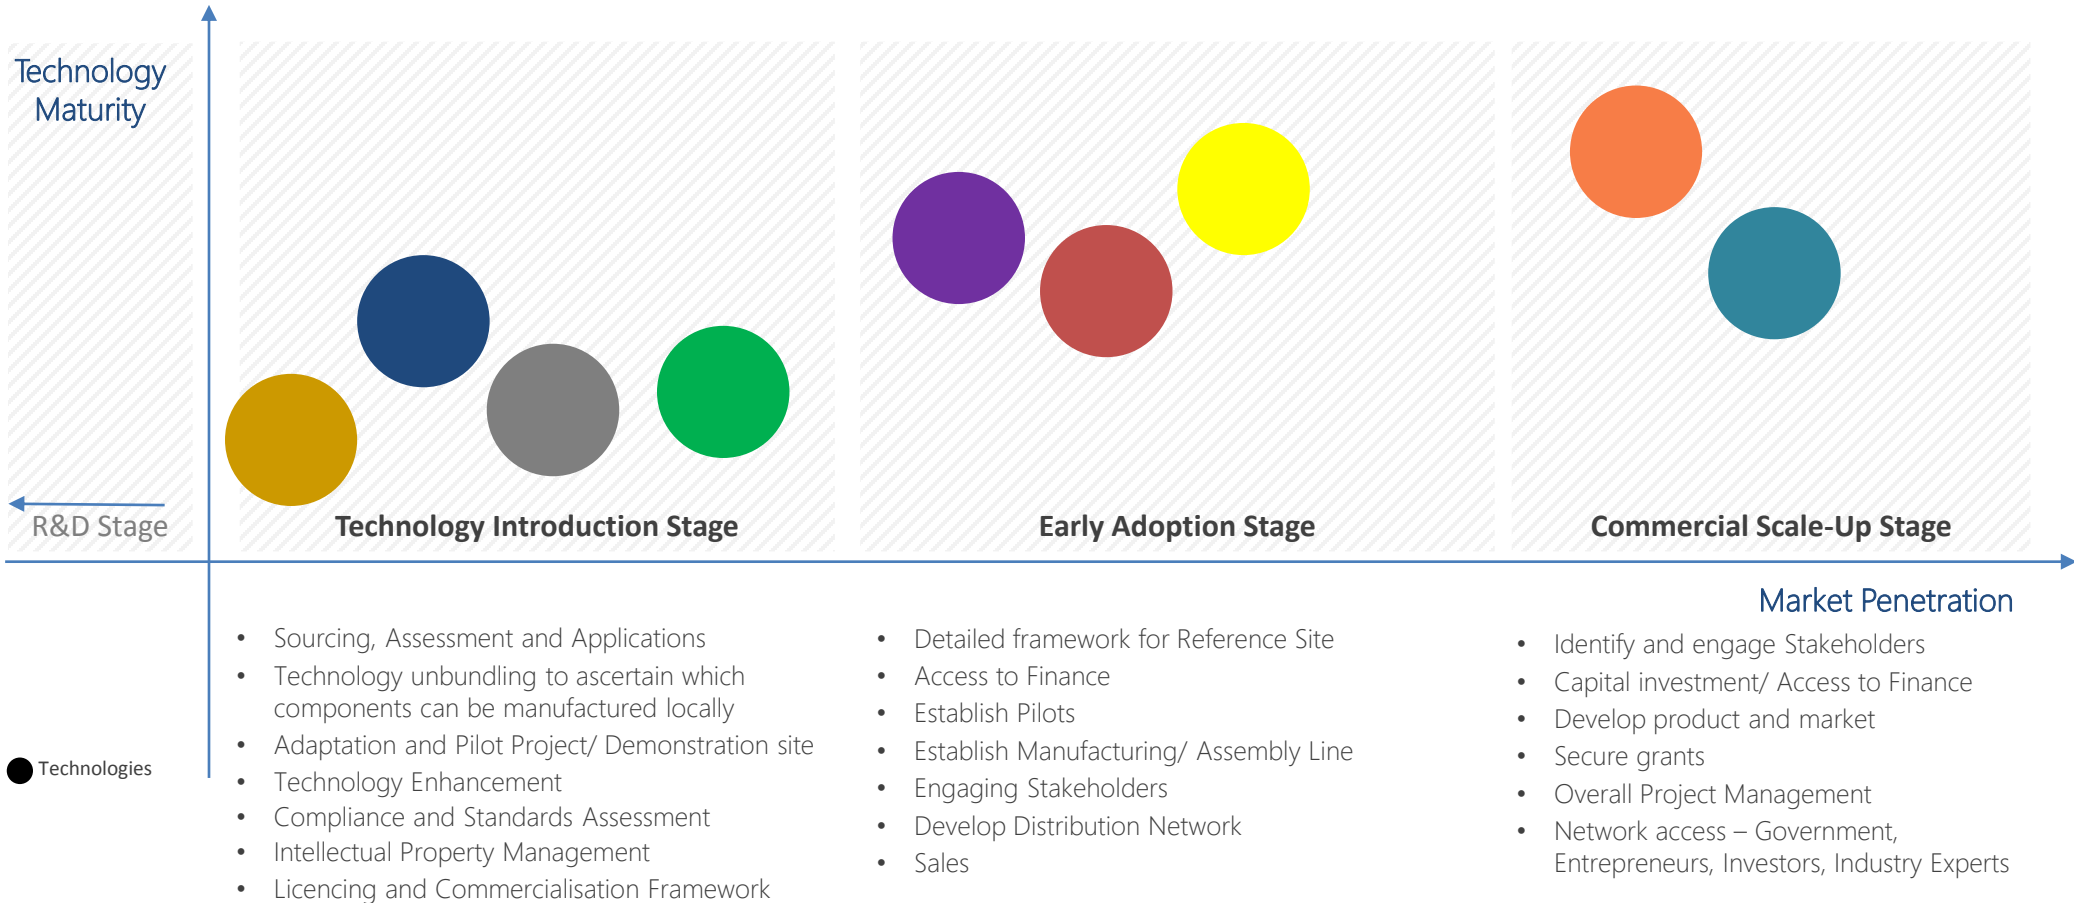 Technology
Maturity
R&D Stage
Technology Introduction Stage
Early Adoption Stage
Commercial Scale-Up Stage
Market Penetration
• Sourcing, Assessment and Applications
• Technology unbundling to ascertain which
components can be manufactured locally
• Adaptation and Pilot Project/ Demonstration site
• Technology Enhancement
• Compliance and Standards Assessment
• Intellectual Property Management
• Licencing and Commercialisation Framework
• Detailed framework for Reference Site
• Access to Finance
• Establish Pilots
• Establish Manufacturing/ Assembly Line
• Engaging Stakeholders
• Develop Distribution Network
• Sales
• Identify and engage Stakeholders
• Capital investment/ Access to Finance
• Develop product and market
• Secure grants
• Overall Project Management
• Network access – Government,
Entrepreneurs, Investors, Industry Experts
Technologies